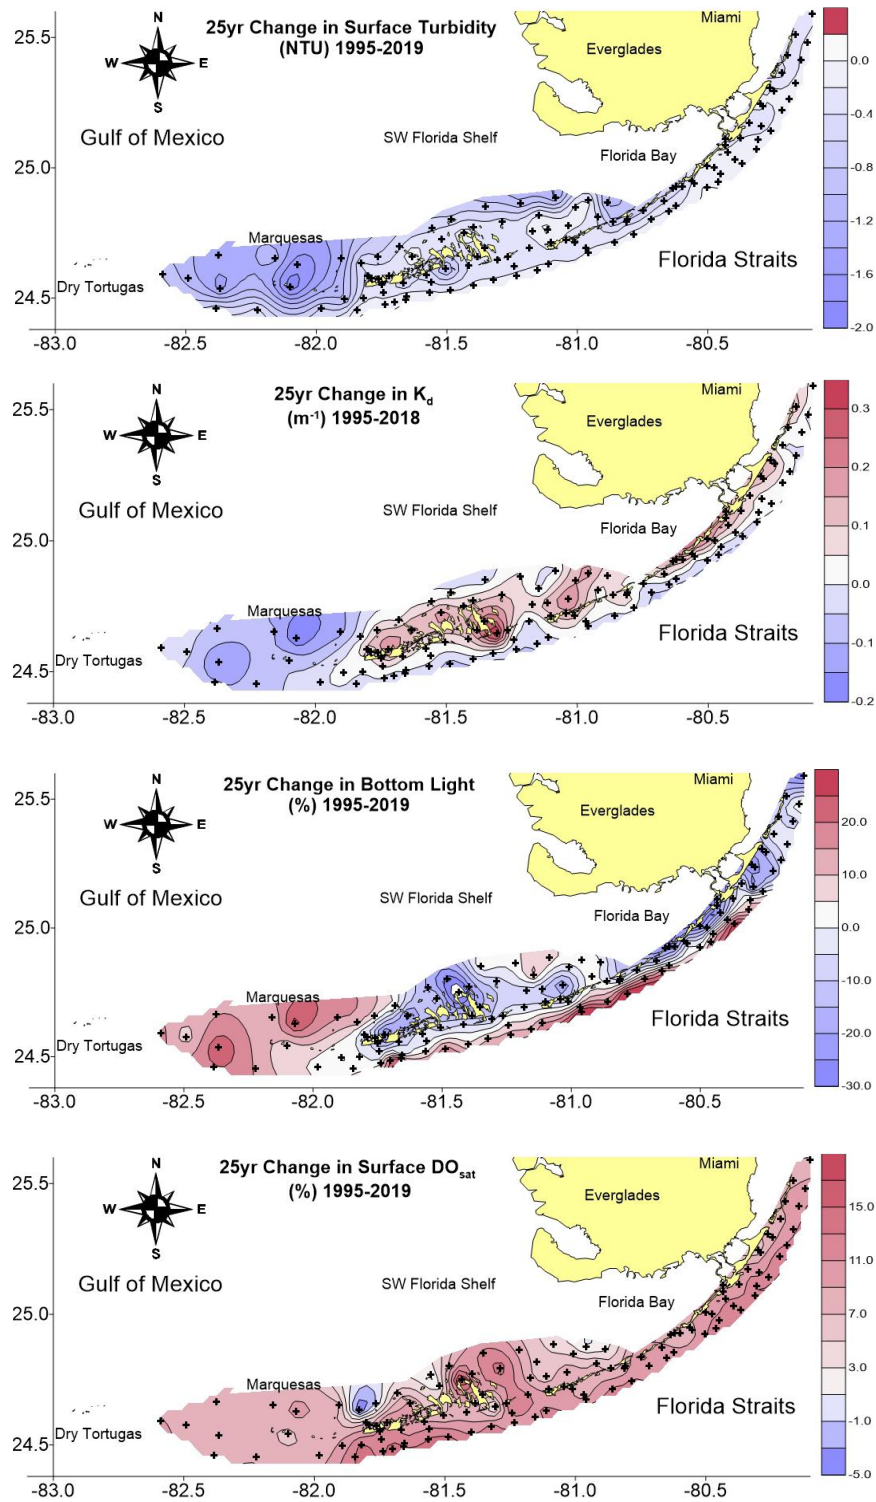 25.5
25.0
24.5
-83.0 -82.5 -82.0 -81.5 -81.0 -80.5
25yr Change in Surface Turbidity
(NTU) 1995-2019
N
W E
S
Gulf of Mexico
SW Florida Shelf
Everglades
Miami
Florida Bay
Marquesas
Dry Tortugas
Florida Straits
0.0
-0.4
-0.8
-1.2
-1.6
-2.0
25.5
25.0
24.5
-83.0 -82.5 -82.0 -81.5 -81.0 -80.5
25yr Change in Kd
(m⁻¹) 1995-2018
N
W E
S
Gulf of Mexico
SW Florida Shelf
Everglades
Miami
Florida Bay
Marquesas
Dry Tortugas
Florida Straits
0.3
0.2
0.1
0.0
-0.1
-0.2
25.5
25.0
24.5
-83.0 -82.5 -82.0 -81.5 -81.0 -80.5
25yr Change in Bottom Light
(%) 1995-2019
N
W E
S
Gulf of Mexico
SW Florida Shelf
Everglades
Miami
Florida Bay
Marquesas
Dry Tortugas
Florida Straits
20.0
10.0
0.0
-10.0
-20.0
-30.0
25.5
25.0
24.5
-83.0 -82.5 -82.0 -81.5 -81.0 -80.5
25yr Change in Surface DOsat
(%) 1995-2019
N
W E
S
Gulf of Mexico
SW Florida Shelf
Everglades
Miami
Florida Bay
Marquesas
Dry Tortugas
Florida Straits
15.0
11.0
7.0
3.0
-1.0
-5.0